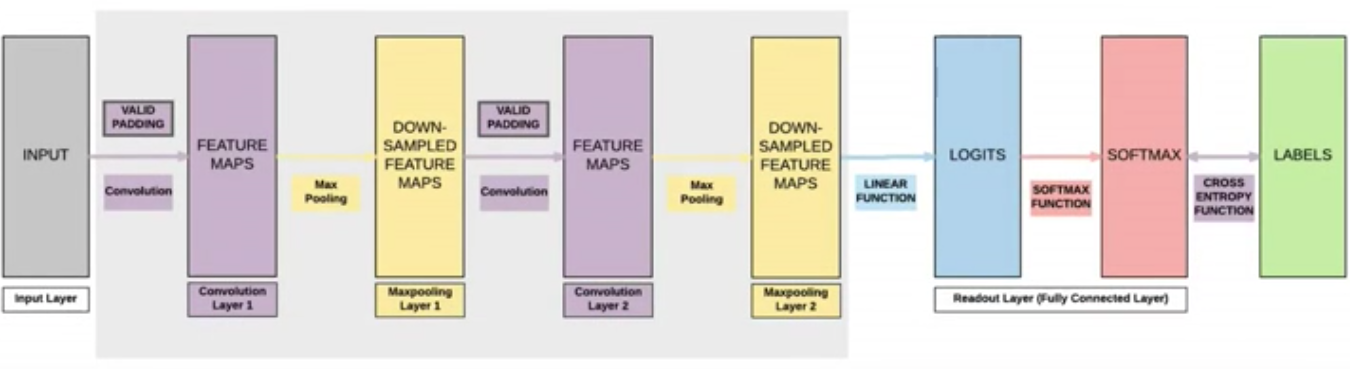 INPUT
Input Layer
VALID
PADDING
Convolution
FEATURE
MAPS
Convolution
Layer 1
Max
Pooling
DOWN-
SAMPLED
FEATURE
MAPS
Maxpooling
Layer 1
VALID
PADDING
Convolution
FEATURE
MAPS
Convolution
Layer 2
Max
Pooling
DOWN-
SAMPLED
FEATURE
MAPS
Maxpooling
Layer 2
LINEAR
FUNCTION
LOGITS
SOFTMAX
FUNCTION
SOFTMAX
Readout Layer (Fully Connected Layer)
CROSS
ENTROPY
FUNCTION
LABELS